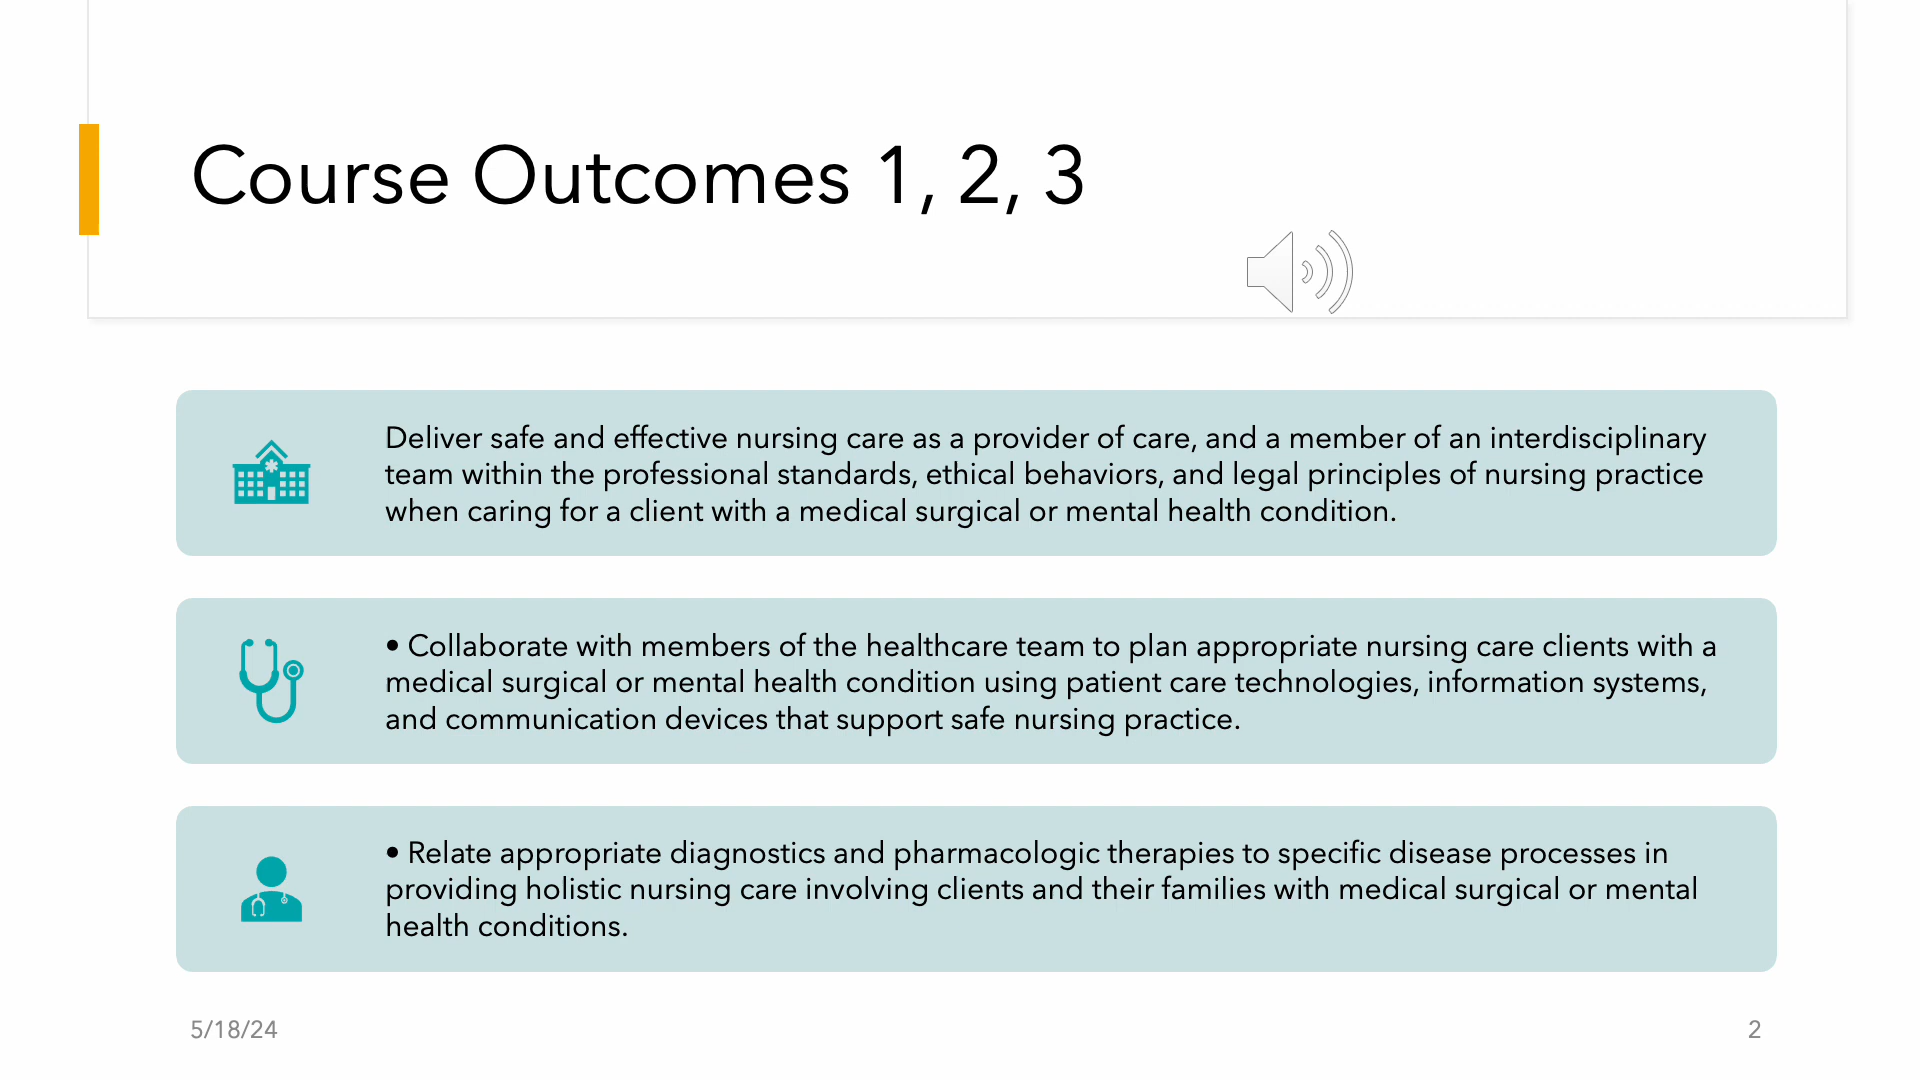 Course Outcomes 1, 2, 3
Deliver safe and effective nursing care as a provider of care, and a member of an interdisciplinary
team within the professional standards, ethical behaviors, and legal principles of nursing practice
when caring for a client with a medical surgical or mental health condition.
• Collaborate with members of the healthcare team to plan appropriate nursing care clients with a
medical surgical or mental health condition using patient care technologies, information systems,
and communication devices that support safe nursing practice.
• Relate appropriate diagnostics and pharmacologic therapies to specific disease processes in
providing holistic nursing care involving clients and their families with medical surgical or mental
health conditions.
5/18/24
2